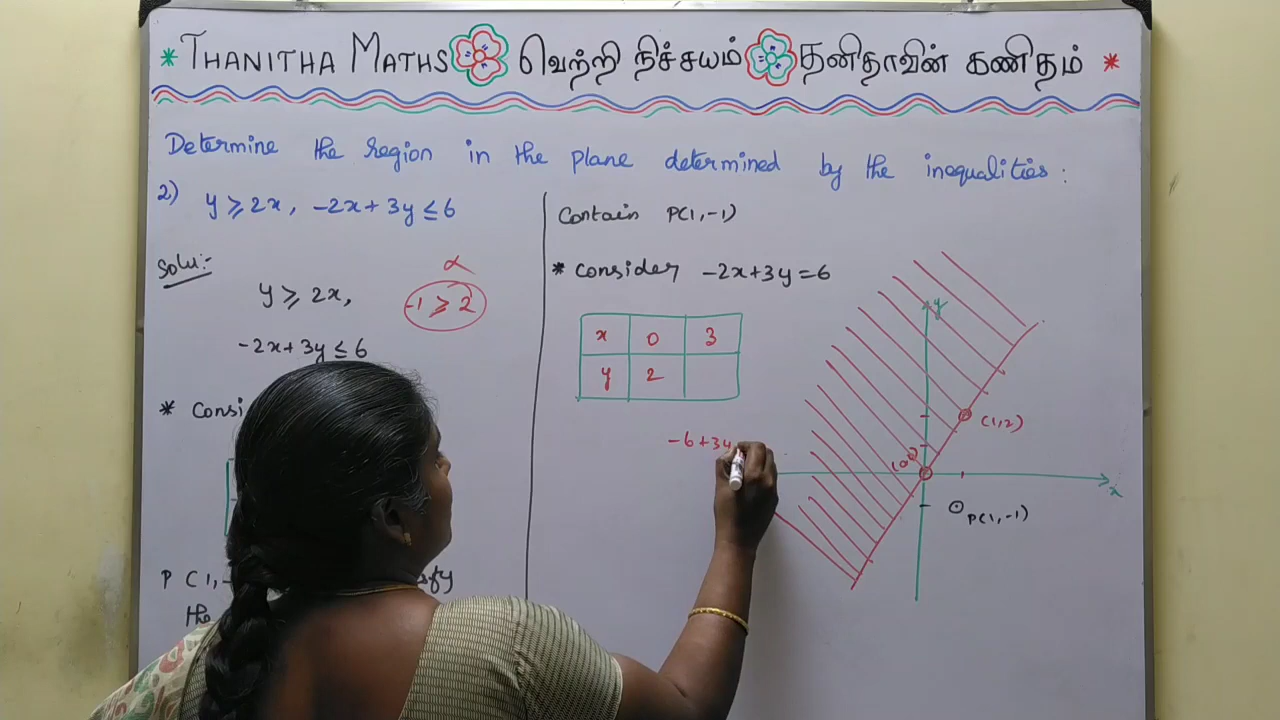 * THANITHA MATHS வெற்றி நிச்சயம் தனிதாவின் கணிதம் *
Determine the region in the plane determined by the inequalities:
2) y ≥ 2x, -2x+3y ≤ 6
Solu:-
y ≥ 2x,
-1 ≥ 2
-2x+3y ≤ 6
* Consi
P (1,-
the
Contain P(1,-1)
* Consider -2x+3y=6
x 0 3
y 2
-6+3y
y
(1,2)
x
P(1,-1)